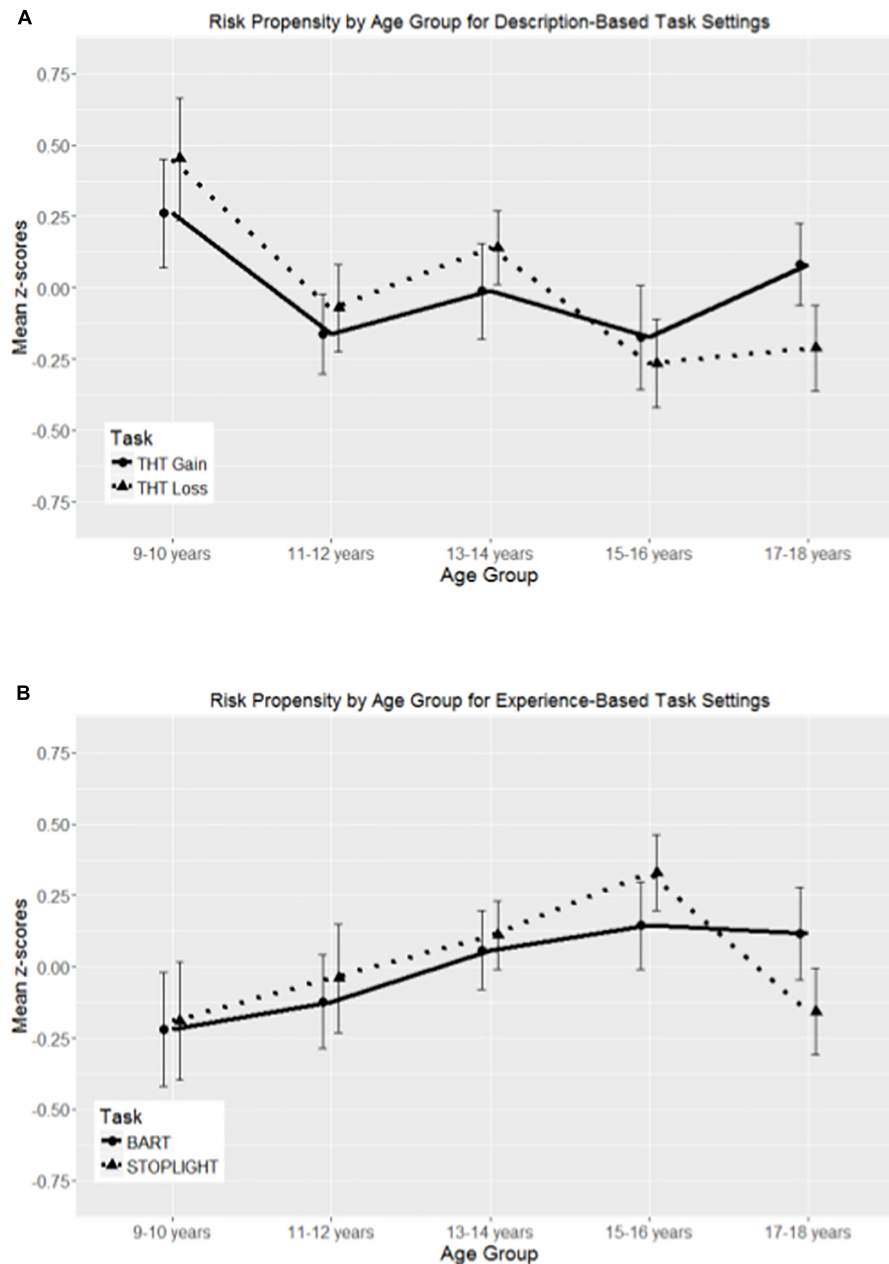 A
Risk Propensity by Age Group for Description-Based Task Settings
0.75
0.50
0.25
0.00
-0.25
-0.50
-0.75
Mean z-scores
Task
THT Gain
THT Loss
9-10 years 11-12 years 13-14 years 15-16 years 17-18 years
Age Group
B
Risk Propensity by Age Group for Experience-Based Task Settings
0.75
0.50
0.25
0.00
-0.25
-0.50
-0.75
Mean z-scores
Task
BART
STOPLIGHT
9-10 years 11-12 years 13-14 years 15-16 years 17-18 years
Age Group